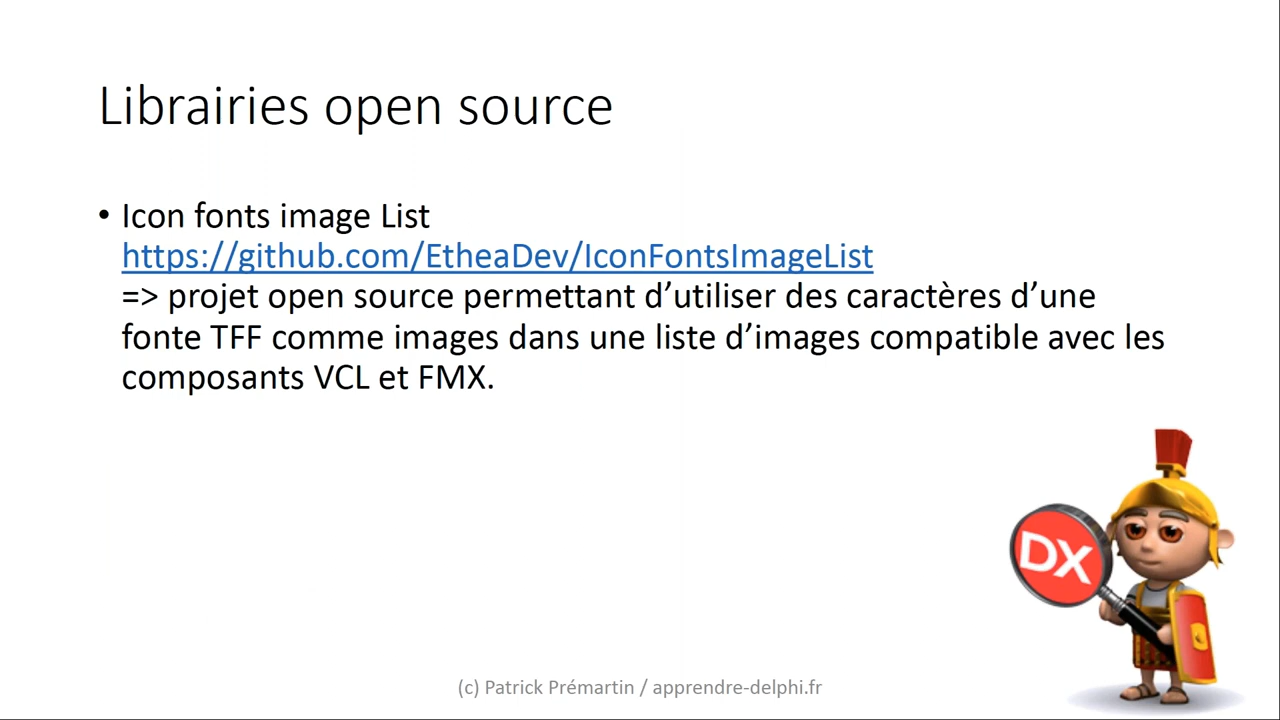 Librairies open source
• Icon fonts image List
https://github.com/EtheaDev/IconFontsImageList
=> projet open source permettant d’utiliser des caractères d’une
fonte TFF comme images dans une liste d’images compatible avec les
composants VCL et FMX.
DX
(c) Patrick Prémartin / apprendre-delphi.fr